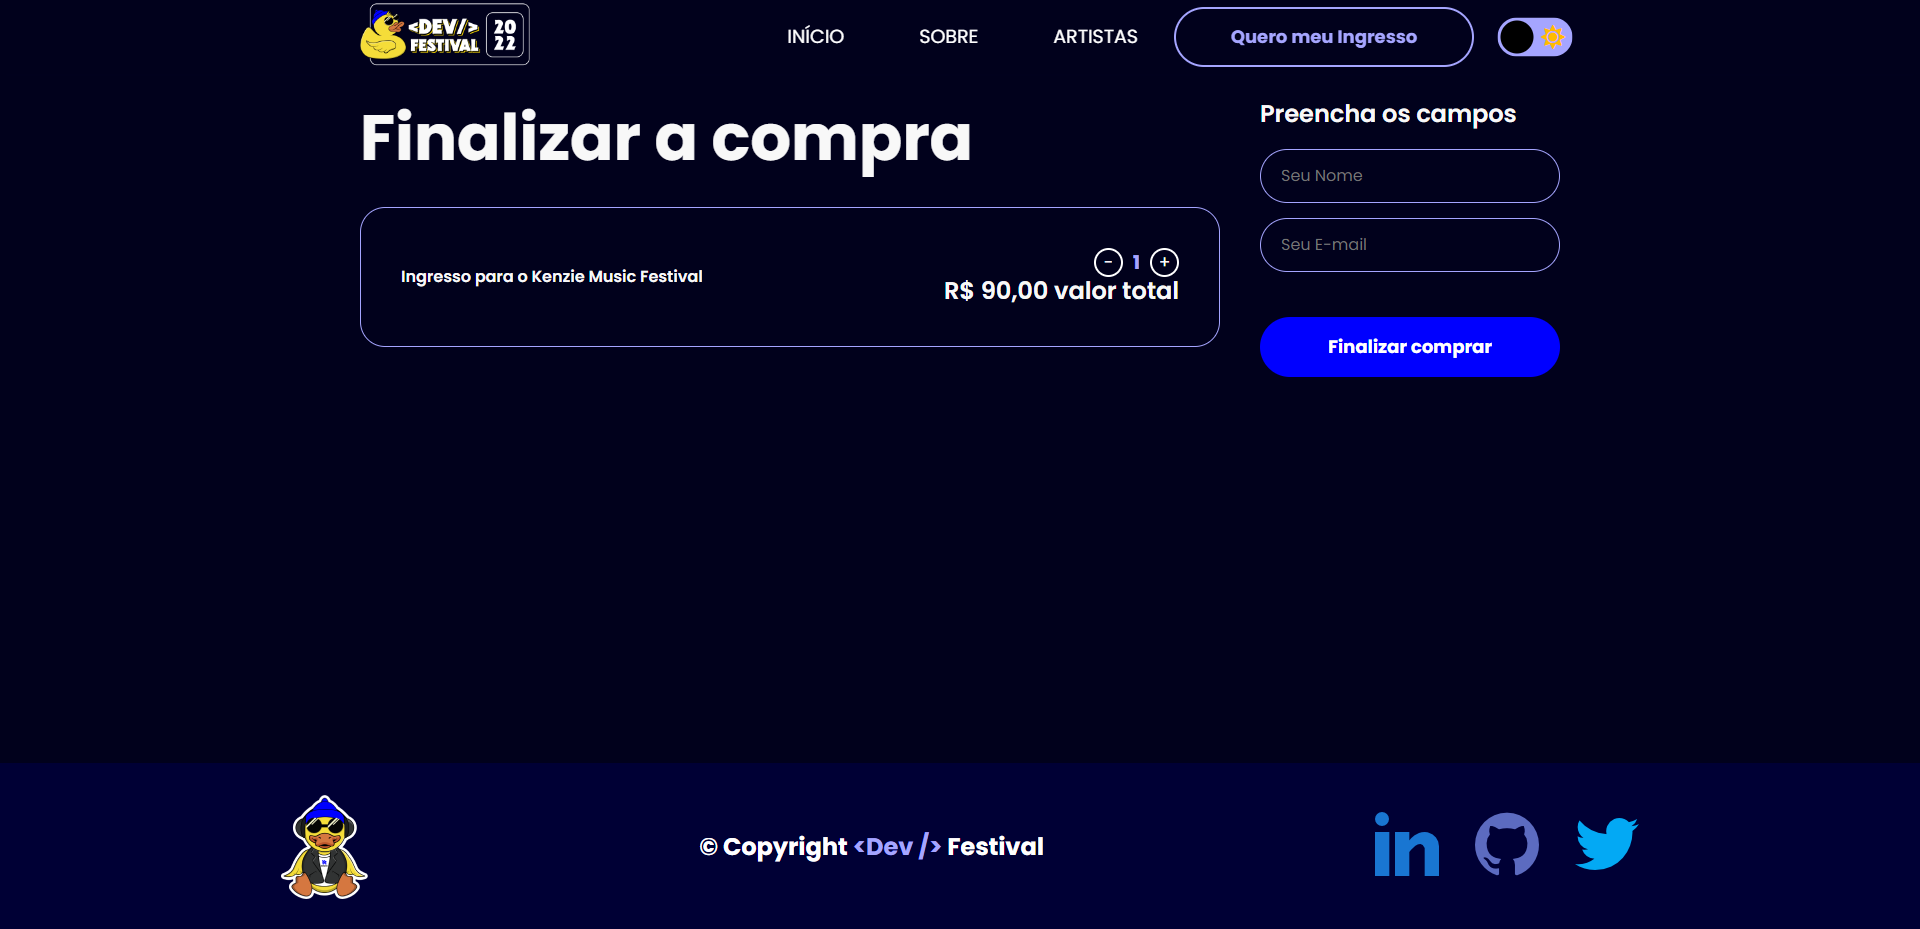 <DEV/>
FESTIVAL
20
22
INÍCIO
SOBRE
ARTISTAS
Quero meu Ingresso
Finalizar a compra
Ingresso para o Kenzie Music Festival
- 1 +
R$ 90,00 valor total
Preencha os campos
Seu Nome
Seu E-mail
Finalizar comprar
© Copyright <Dev /> Festival
in